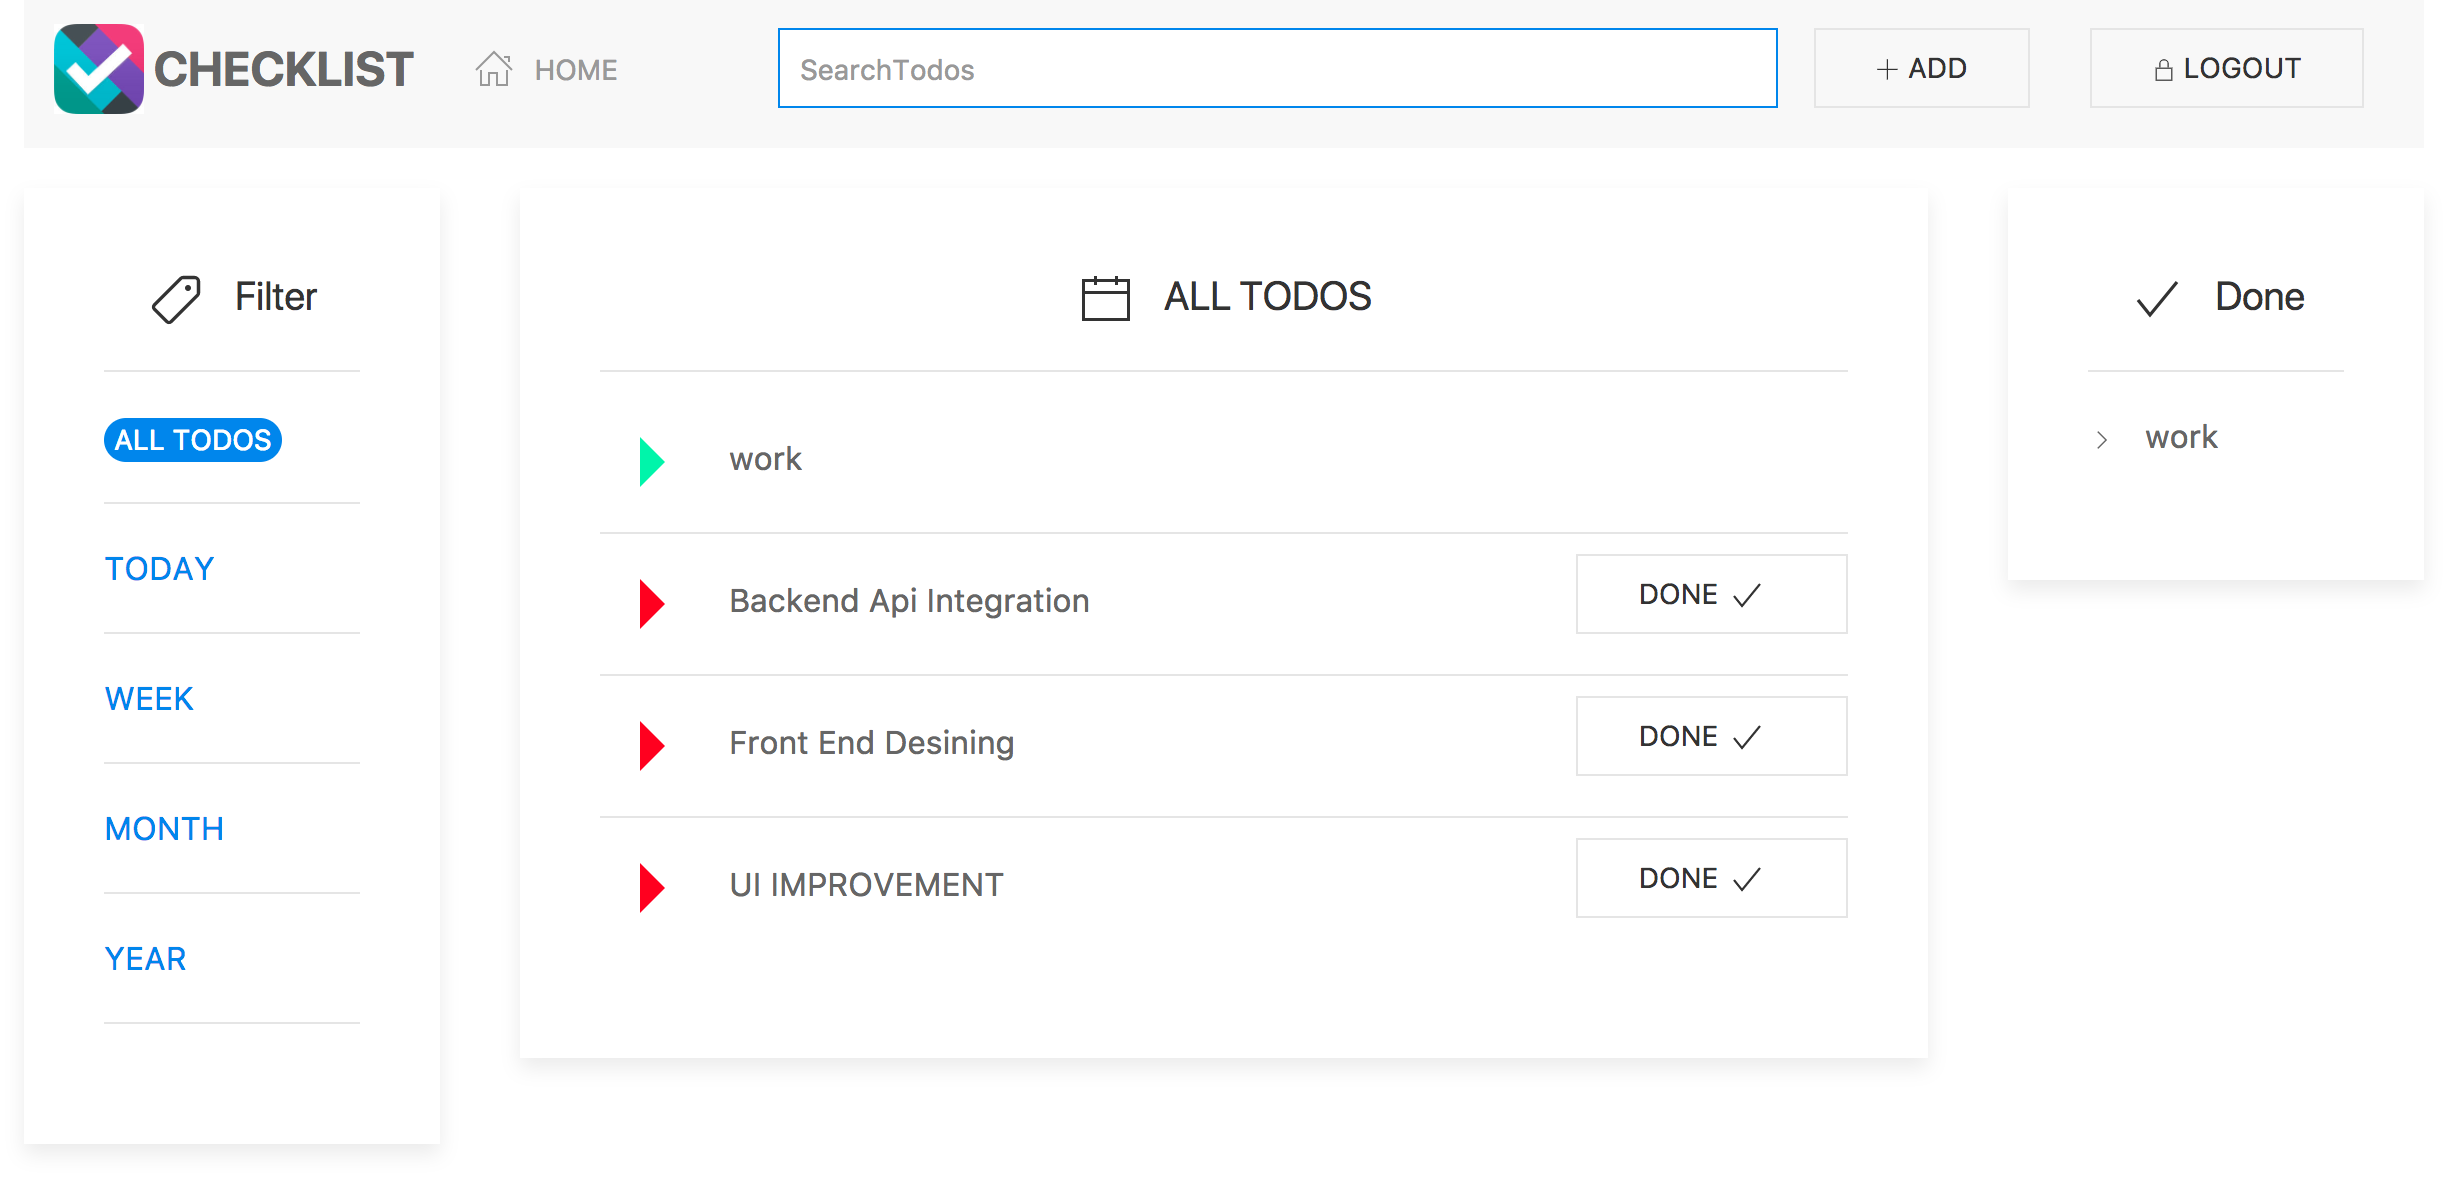 CHECKLIST
HOME
SearchTodos
ADD
LOGOUT
Filter
ALL TODOS
TODAY
WEEK
MONTH
YEAR
ALL TODOS
work
Backend Api Integration
DONE
Front End Desining
DONE
UI IMPROVEMENT
DONE
Done
work